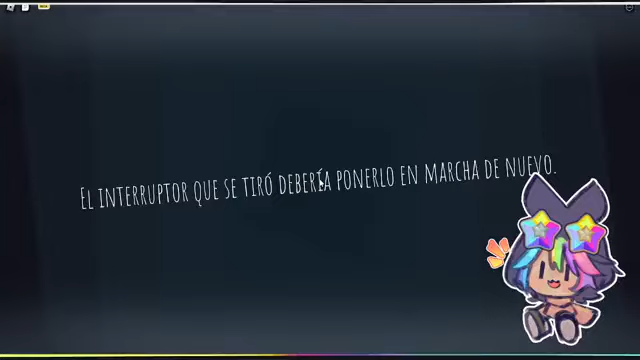 El interruptor que se tiró debería ponerlo en marcha de nuevo.